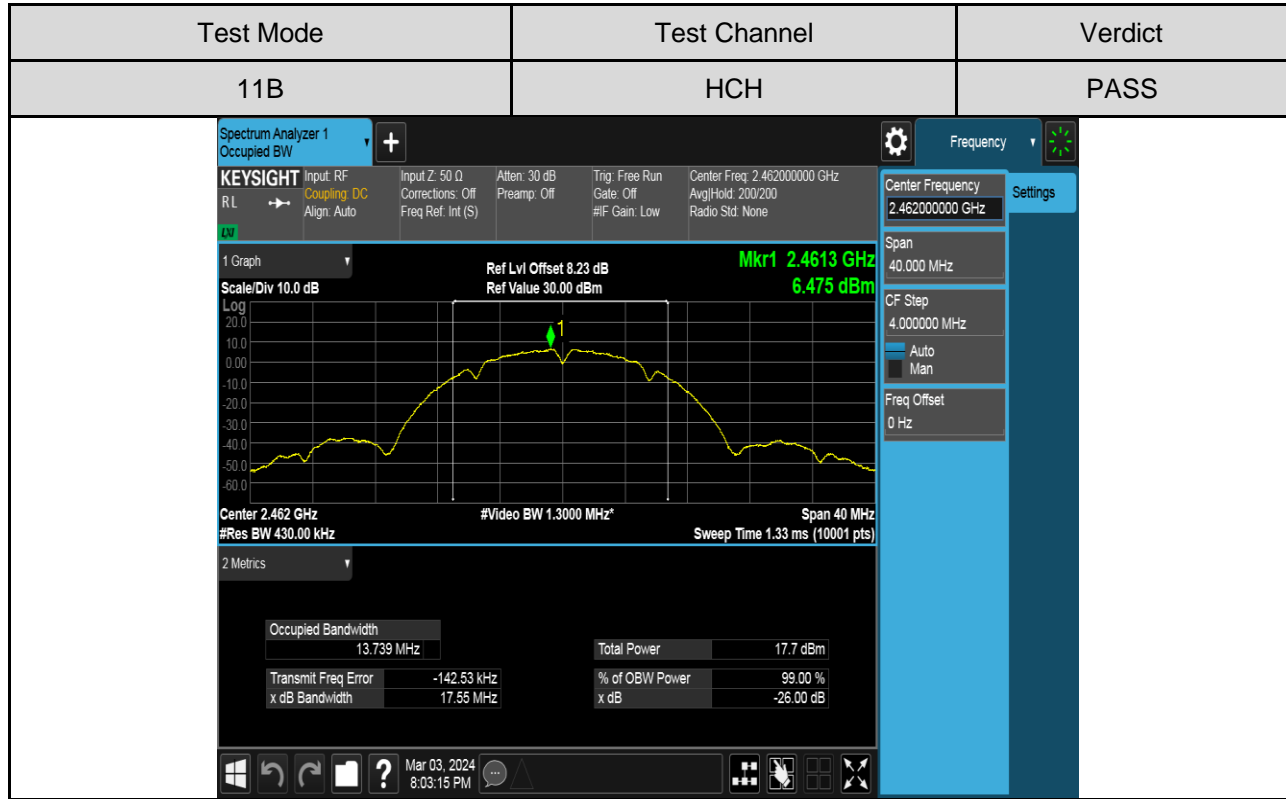 Test Mode Test Channel Verdict
11B HCH PASS
Spectrum Analyzer 1
Occupied BW
+
Frequency
KEYSIGHT
RL
LXI
Input: RF
Coupling: DC
Align: Auto
Input Z: 50 Ω
Corrections: Off
Freq Ref: Int (S)
Atten: 30 dB
Preamp: Off
Trig: Free Run
Gate: Off
#IF Gain: Low
Center Freq: 2.462000000 GHz
Avg|Hold: 200/200
Radio Std: None
Center Frequency
2.462000000 GHz
Settings
Span
40.000 MHz
CF Step
4.000000 MHz
Auto
Man
Freq Offset
0 Hz
1 Graph
Scale/Div 10.0 dB
Ref Lvl Offset 8.23 dB
Ref Value 30.00 dBm
Mkr1 2.4613 GHz
6.475 dBm
Log
20.0
10.0
0.00
-10.0
-20.0
-30.0
-40.0
-50.0
-60.0
1
Center 2.462 GHz
#Res BW 430.00 kHz
#Video BW 1.3000 MHz*
Span 40 MHz
Sweep Time 1.33 ms (10001 pts)
2 Metrics
Occupied Bandwidth
13.739 MHz
Total Power 17.7 dBm
Transmit Freq Error -142.53 kHz
% of OBW Power 99.00 %
x dB Bandwidth 17.55 MHz
x dB -26.00 dB
?
Mar 03, 2024
8:03:15 PM